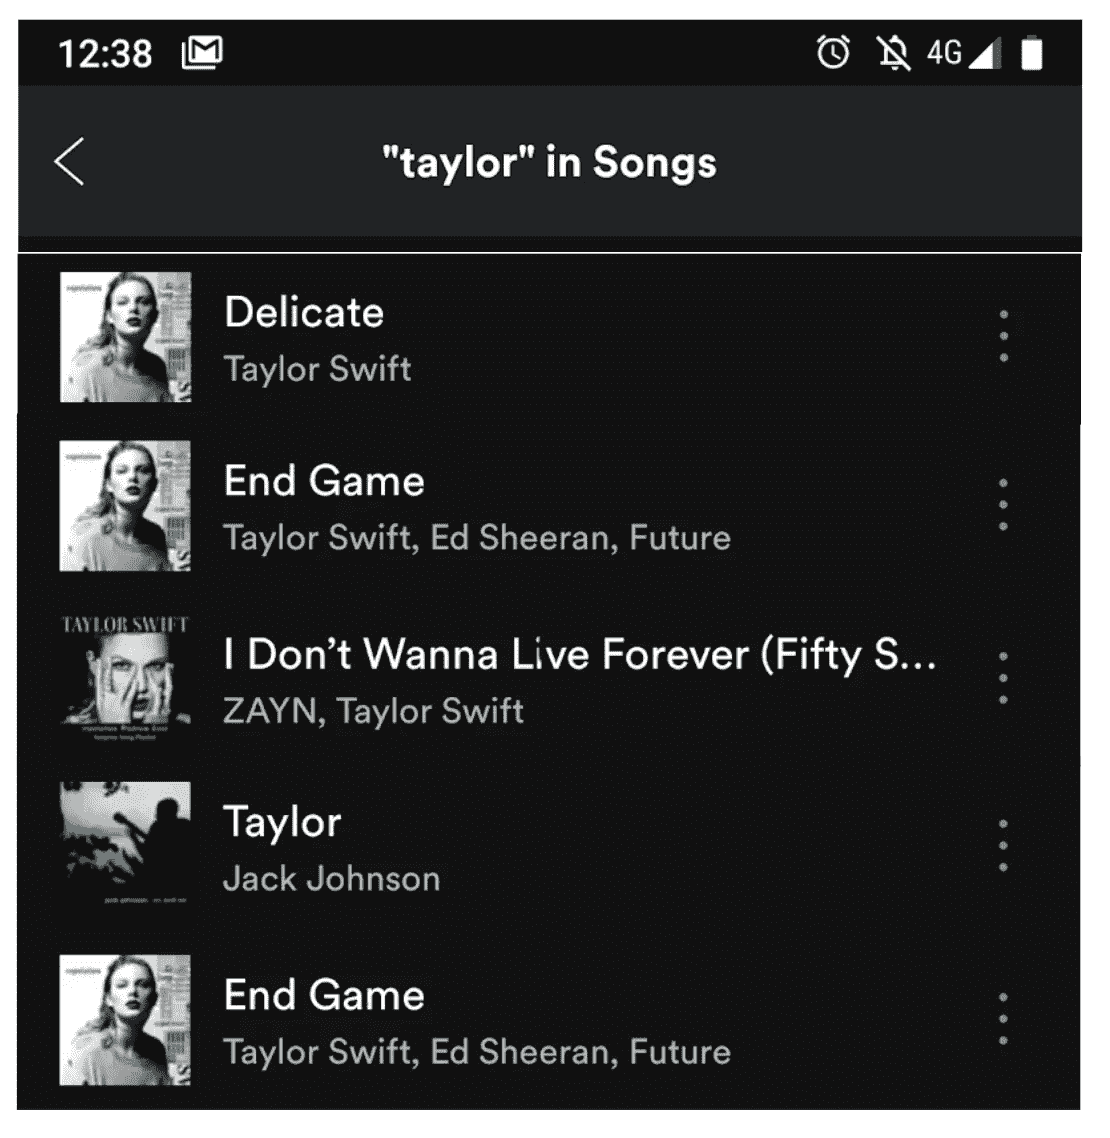 12:38 4G
"taylor" in Songs
Delicate
Taylor Swift
End Game
Taylor Swift, Ed Sheeran, Future
TAYLOR SWIFT
I Don’t Wanna Live Forever (Fifty S...
ZAYN, Taylor Swift
Taylor
Jack Johnson
End Game
Taylor Swift, Ed Sheeran, Future